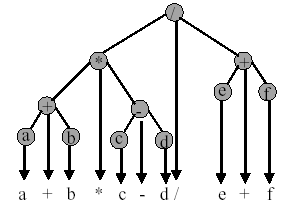 /
* +
+ - e f
a b c d
a + b * c - d / e + f